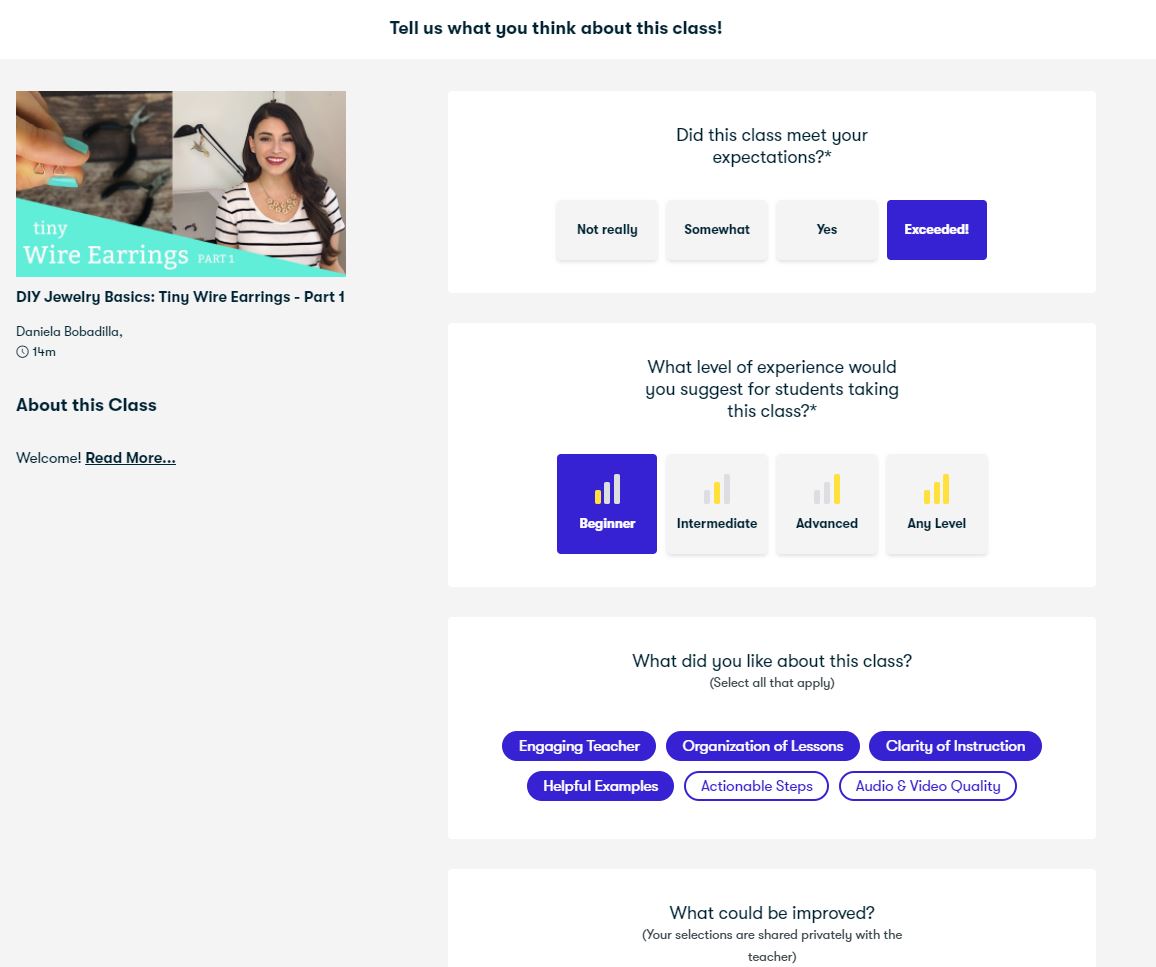 Tell us what you think about this class!
tiny
Wire Earrings PART 1
DIY Jewelry Basics: Tiny Wire Earrings - Part 1
Daniela Bobadilla,
14m
About this Class
Welcome! Read More...
Did this class meet your
expectations?*
Not really Somewhat Yes Exceeded!
What level of experience would
you suggest for students taking
this class?*
Beginner Intermediate Advanced Any Level
What did you like about this class?
(Select all that apply)
Engaging Teacher Organization of Lessons Clarity of Instruction
Helpful Examples Actionable Steps Audio & Video Quality
What could be improved?
(Your selections are shared privately with the
teacher)